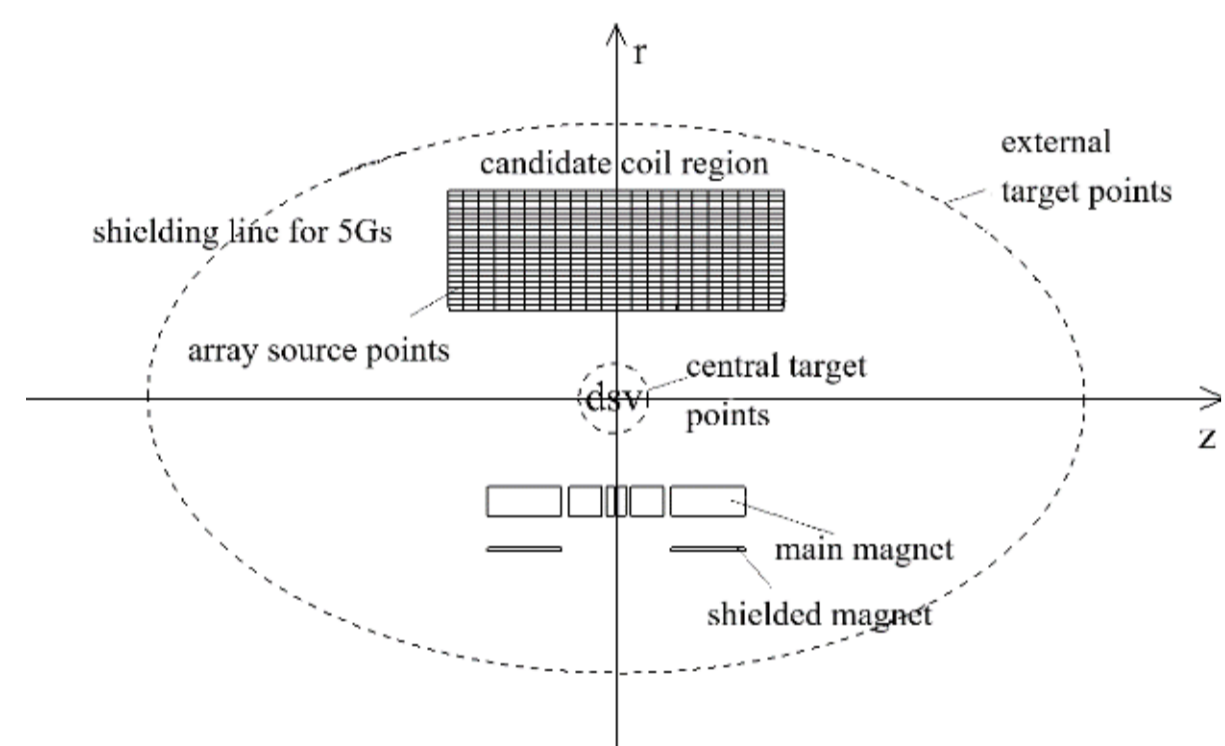 r
external
target points
candidate coil region
shielding line for 5Gs
array source points
central target
points
dsv
z
main magnet
shielded magnet